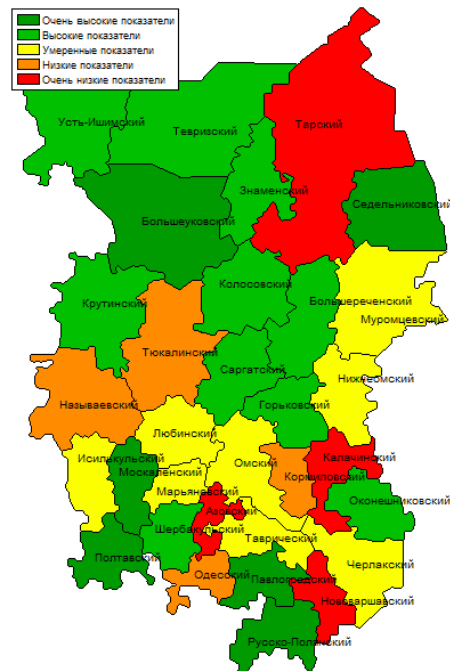 Очень высокие показатели
Высокие показатели
Умеренные показатели
Низкие показатели
Очень низкие показатели
Усть-Ишимский
Тевризский
Тарский
Знаменский
Седельниковский
Большеуковский
Колосовский
Крутинский
Большереченский
Муромцевский
Тюкалинский
Саргатский
Нижнеомский
Называевский
Горьковский
Любинский
Исилькульский
Омский
Калачинский
Москаленский
Кормиловский
Марьяновский
Оконешниковский
Азовский
Шербакульский
Таврический
Полтавский
Черлакский
Одесский
Павлоградский
Нововаршавский
Русско-Полянский